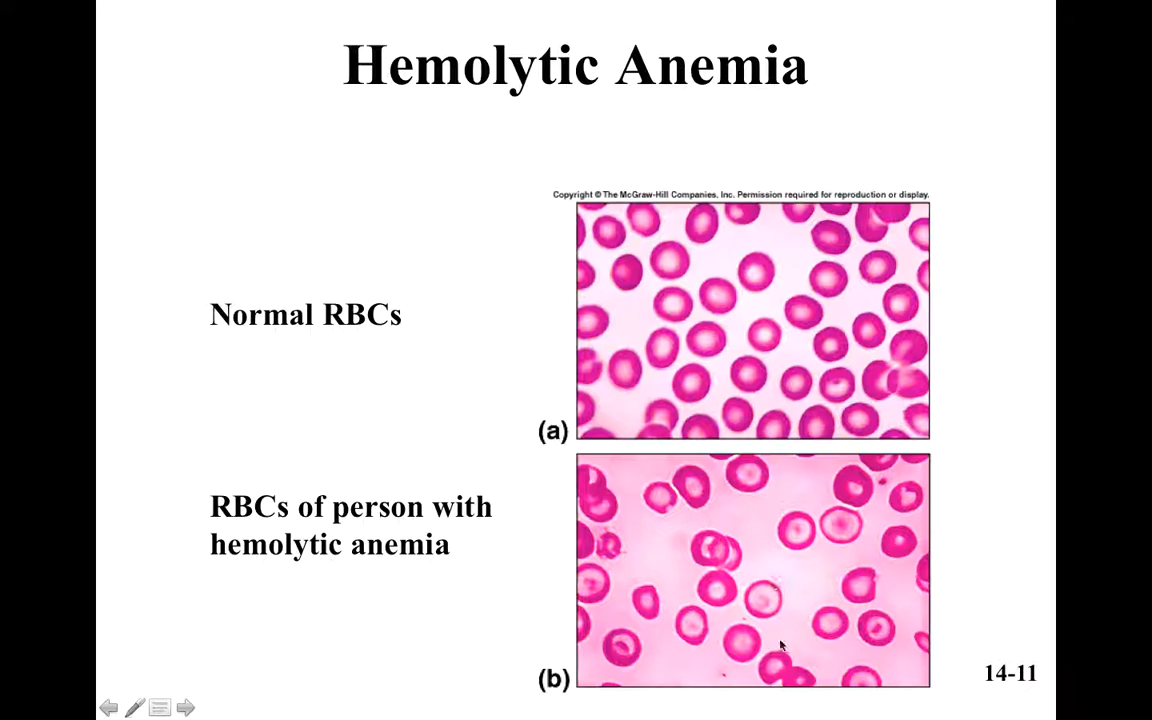 Hemolytic Anemia
Copyright © The McGraw-Hill Companies, Inc. Permission required for reproduction or display.
Normal RBCs
(a)
RBCs of person with
hemolytic anemia
(b)
14-11